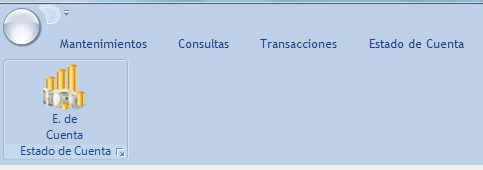 Mantenimientos Consultas Transacciones Estado de Cuenta
E. de
Cuenta
Estado de Cuenta